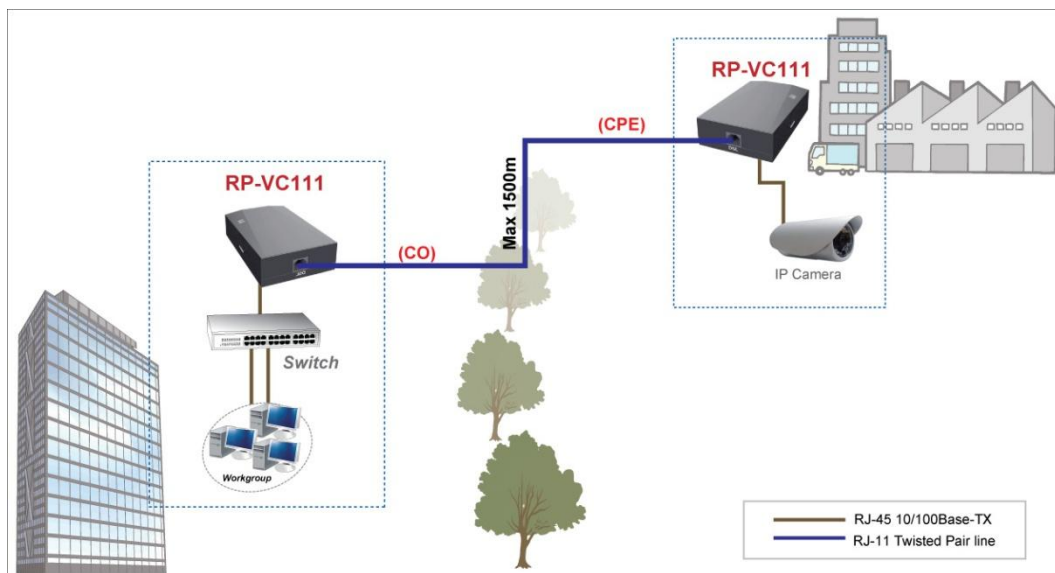 RP-VC111
(CPE)
Max 1500m
IP Camera
RP-VC111
(CO)
Switch
Workgroup
RJ-45 10/100Base-TX
RJ-11 Twisted Pair line